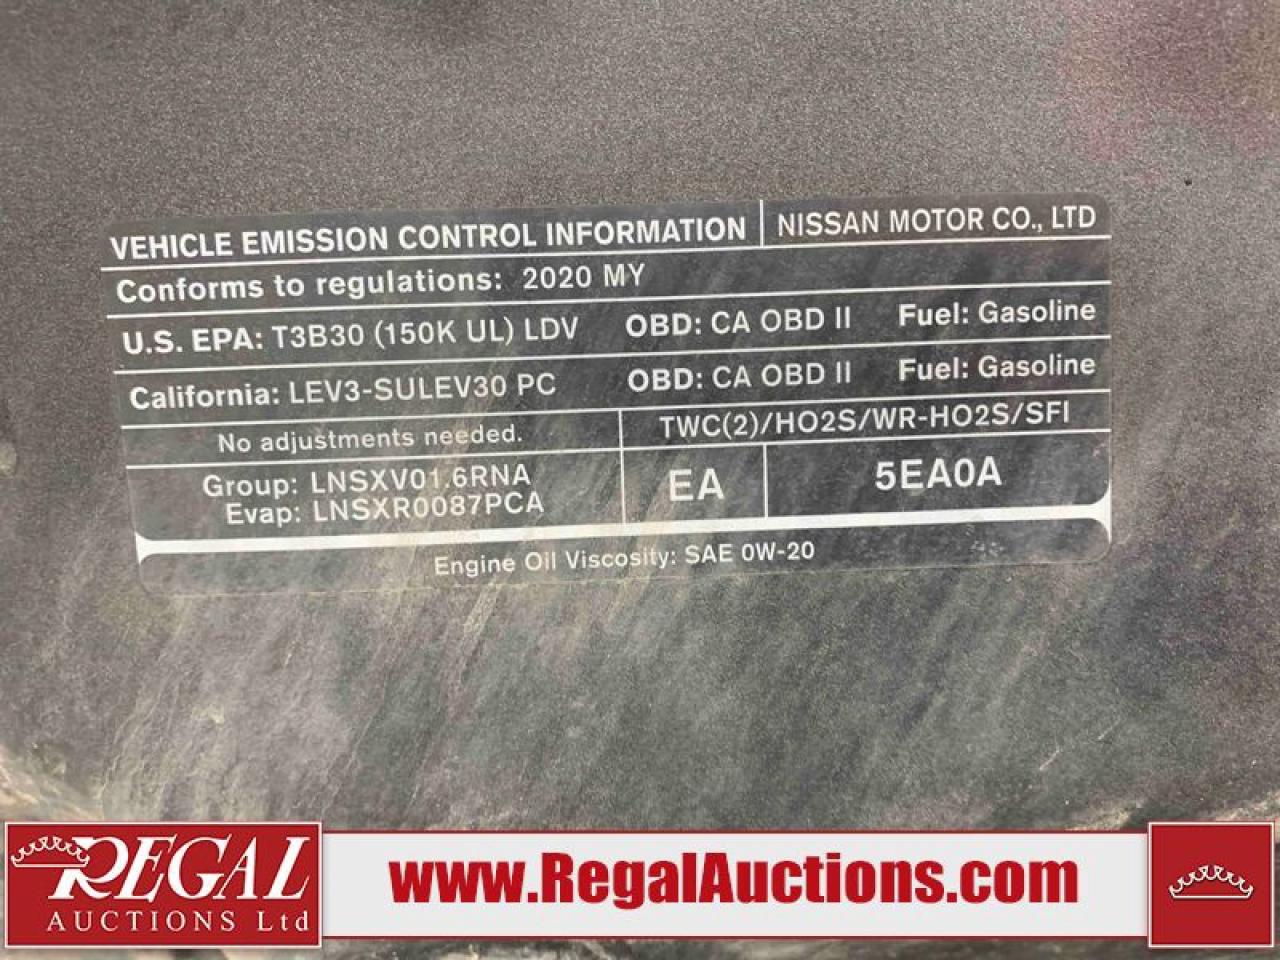 VEHICLE EMISSION CONTROL INFORMATION NISSAN MOTOR CO., LTD
Conforms to regulations: 2020 MY
U.S. EPA: T3B30 (150K UL) LDV OBD: CA OBD II Fuel: Gasoline
California: LEV3-SULEV30 PC OBD: CA OBD II Fuel: Gasoline
No adjustments needed. TWC(2)/HO2S/WR-HO2S/SFI
Group: LNSXV01.6RNA EA 5EA0A
Evap: LNSXR0087PCA
Engine Oil Viscosity: SAE 0W-20
REGAL
AUCTIONS Ltd
www.RegalAuctions.com